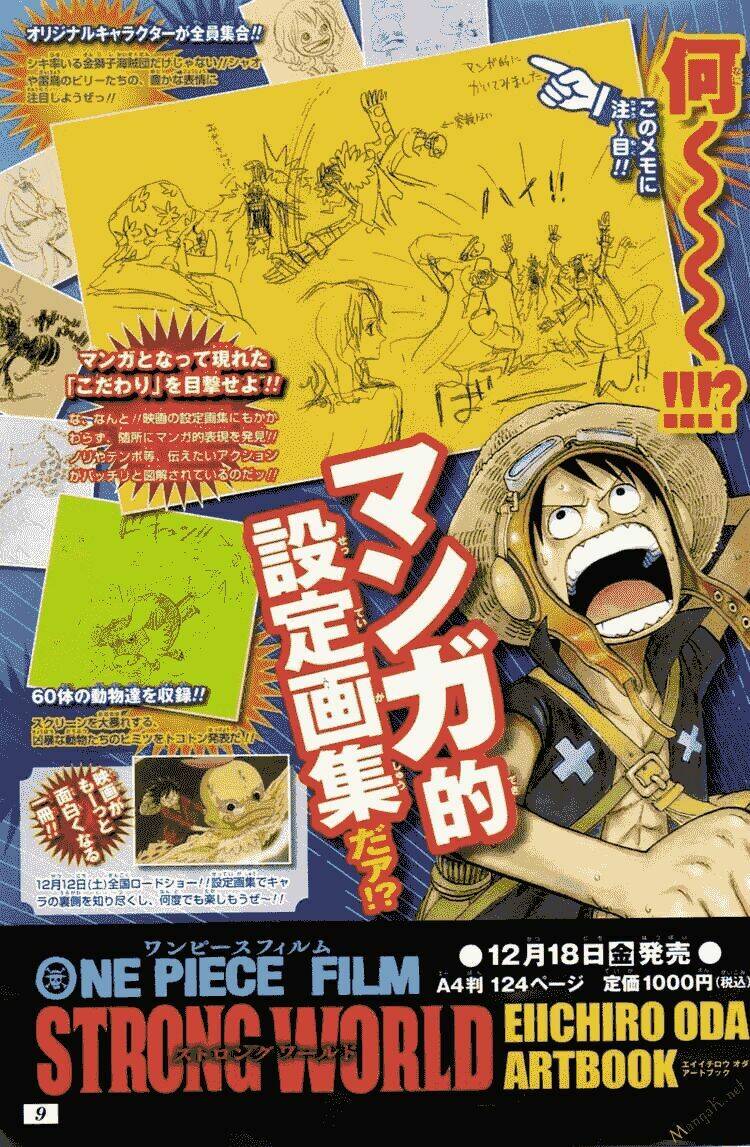 オリジナルキャラクターが全員集合!!
シキ率いる金獅子海賊団だけじゃない!!シャオ
や雷鳥のビリーたちの、豊かな表情に
注目しようぜっ!!
マンガ的に
かいてみました。
このメモに
注〜目!!
何〜〜〜〜!!!?
ハイ!!
ばーん!!
マンガとなって現れた
「こだわり」を目撃せよ!!
な、なんと!!映画の設定画集にもかか
わらず、随所にマンガ的表現を発見!!
ノリやテンポ等、伝えたいアクション
がバッチリと図解されているのだッ!!
マンガ的
設定画集だァ!?
60体の動物達を収録!!
スクリーンを大暴れする、
凶暴な動物たちのヒミツをトコトン発表だ!!
映画が
もーっと
面白くなる
一冊!!
12月12日(土)全国ロードショー!!設定画集でキャ
ラの裏側を知り尽くし、何度でも楽しもうぜ〜!!
ワンピースフィルム
ONE PIECE FILM
STRONG WORLD
ストロングワールド
●12月18日金発売●
A4判 124ページ 定価1000円(税込)
EIICHIRO ODA
ARTBOOK
エイイチロウ オダ
アートブック
9
MangaK.net